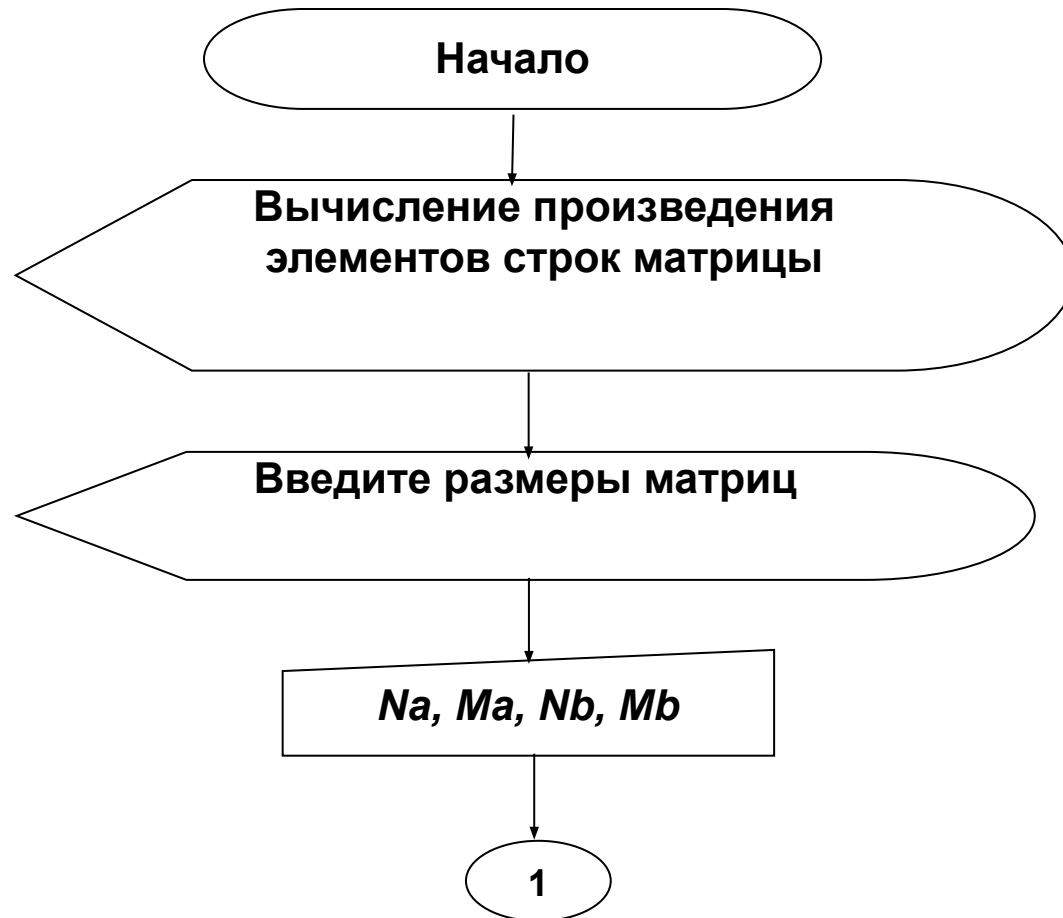 Начало
Вычисление произведения
элементов строк матрицы
Введите размеры матриц
Na, Ma, Nb, Mb
1